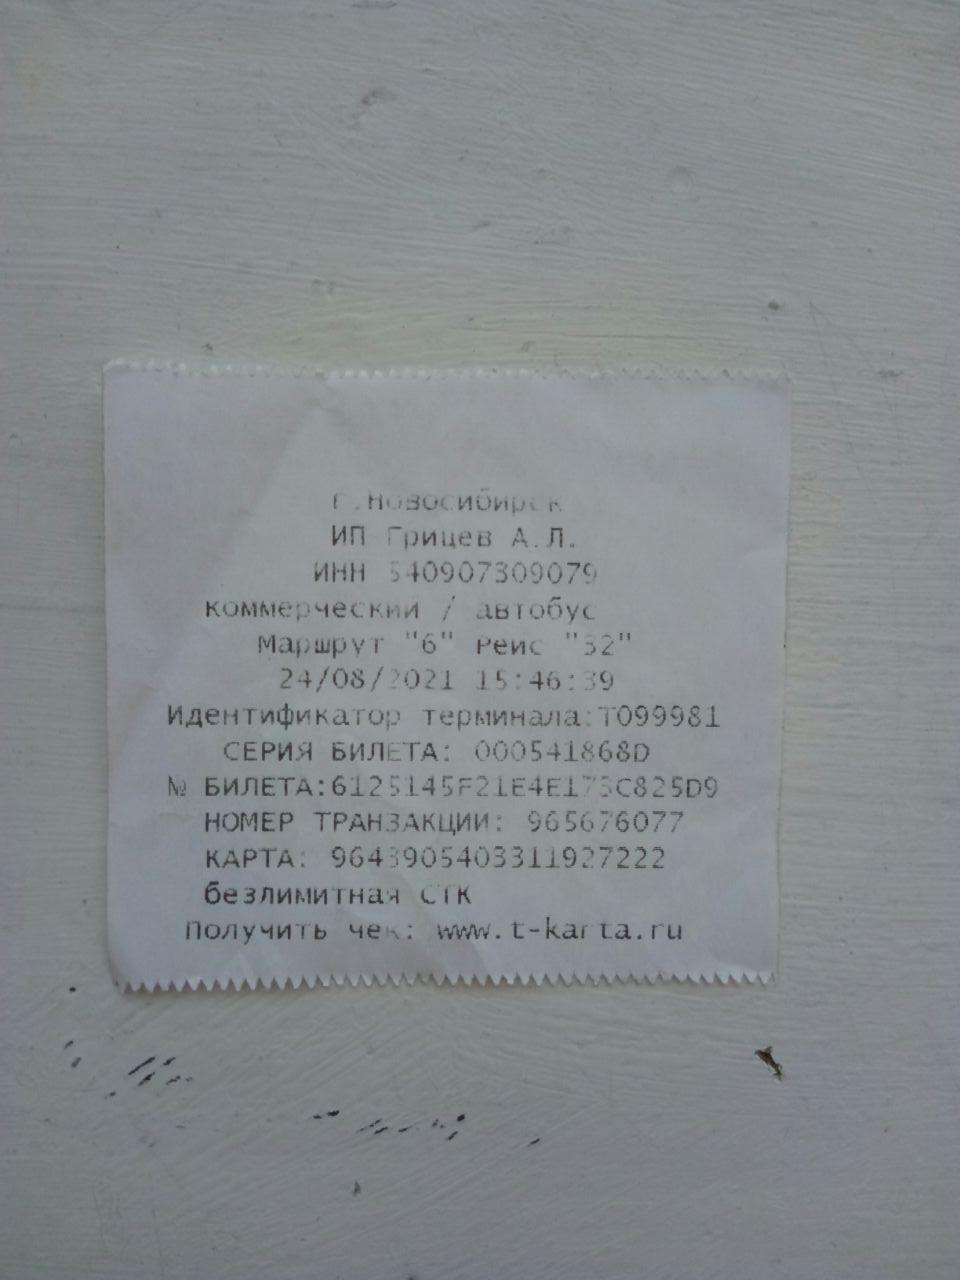 г.Новосибирск
ИП Грицев А.Л.
ИНН 540907309079
коммерческий / автобус
Маршрут "6" Рейс "32"
24/08/2021 15:46:39
Идентификатор терминала:T099981
СЕРИЯ БИЛЕТА: 000541868D
№ БИЛЕТА:6125145F21E4E173C825D9
НОМЕР ТРАНЗАКЦИИ: 965676077
КАРТА: 9643905403311927222
безлимитная СТК
Получить чек: www.t-karta.ru